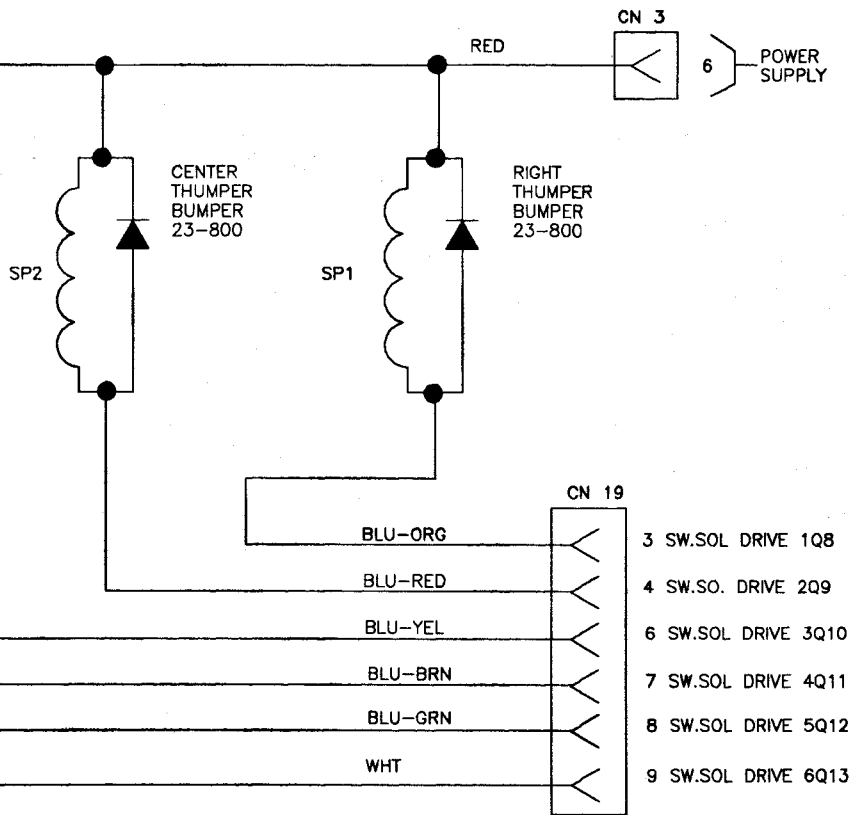 CN 3
RED
6
POWER
SUPPLY
CENTER
THUMPER
BUMPER
23-800
RIGHT
THUMPER
BUMPER
23-800
SP2
SP1
CN 19
BLU-ORG
3 SW.SOL DRIVE 1Q8
BLU-RED
4 SW.SO. DRIVE 2Q9
BLU-YEL
6 SW.SOL DRIVE 3Q10
BLU-BRN
7 SW.SOL DRIVE 4Q11
BLU-GRN
8 SW.SOL DRIVE 5Q12
WHT
9 SW.SOL DRIVE 6Q13